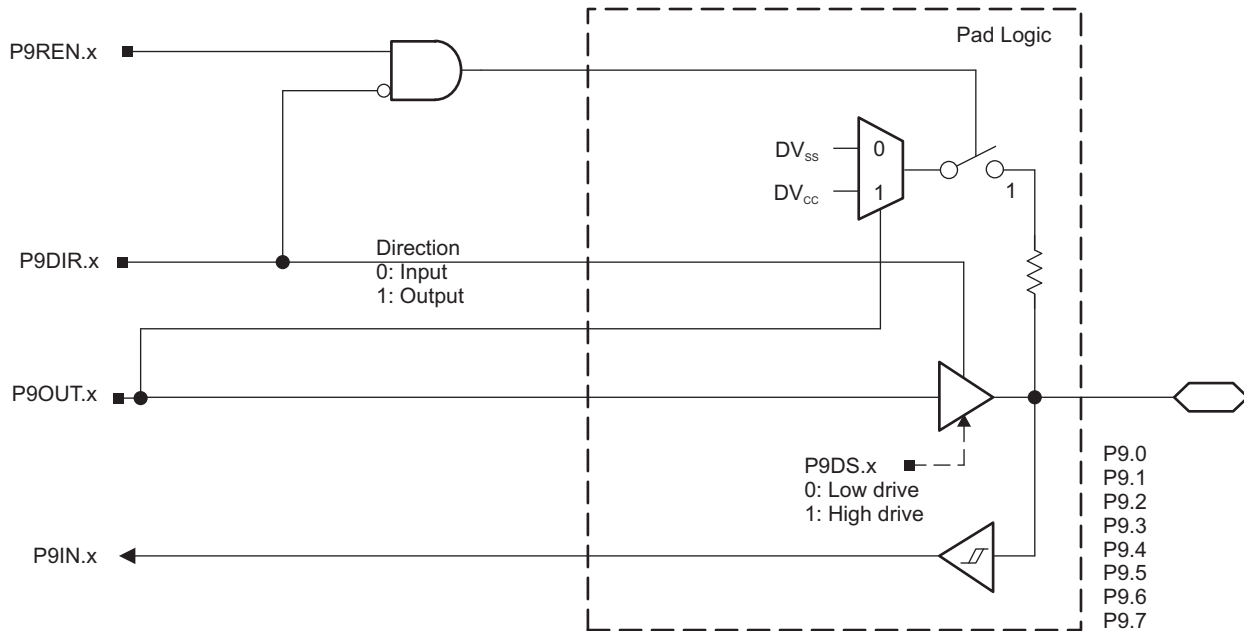 Pad Logic
P9REN.x
DVSS
0
DVCC
1
1
P9DIR.x
Direction
0: Input
1: Output
P9OUT.x
P9DS.x
0: Low drive
1: High drive
P9IN.x
P9.0
P9.1
P9.2
P9.3
P9.4
P9.5
P9.6
P9.7